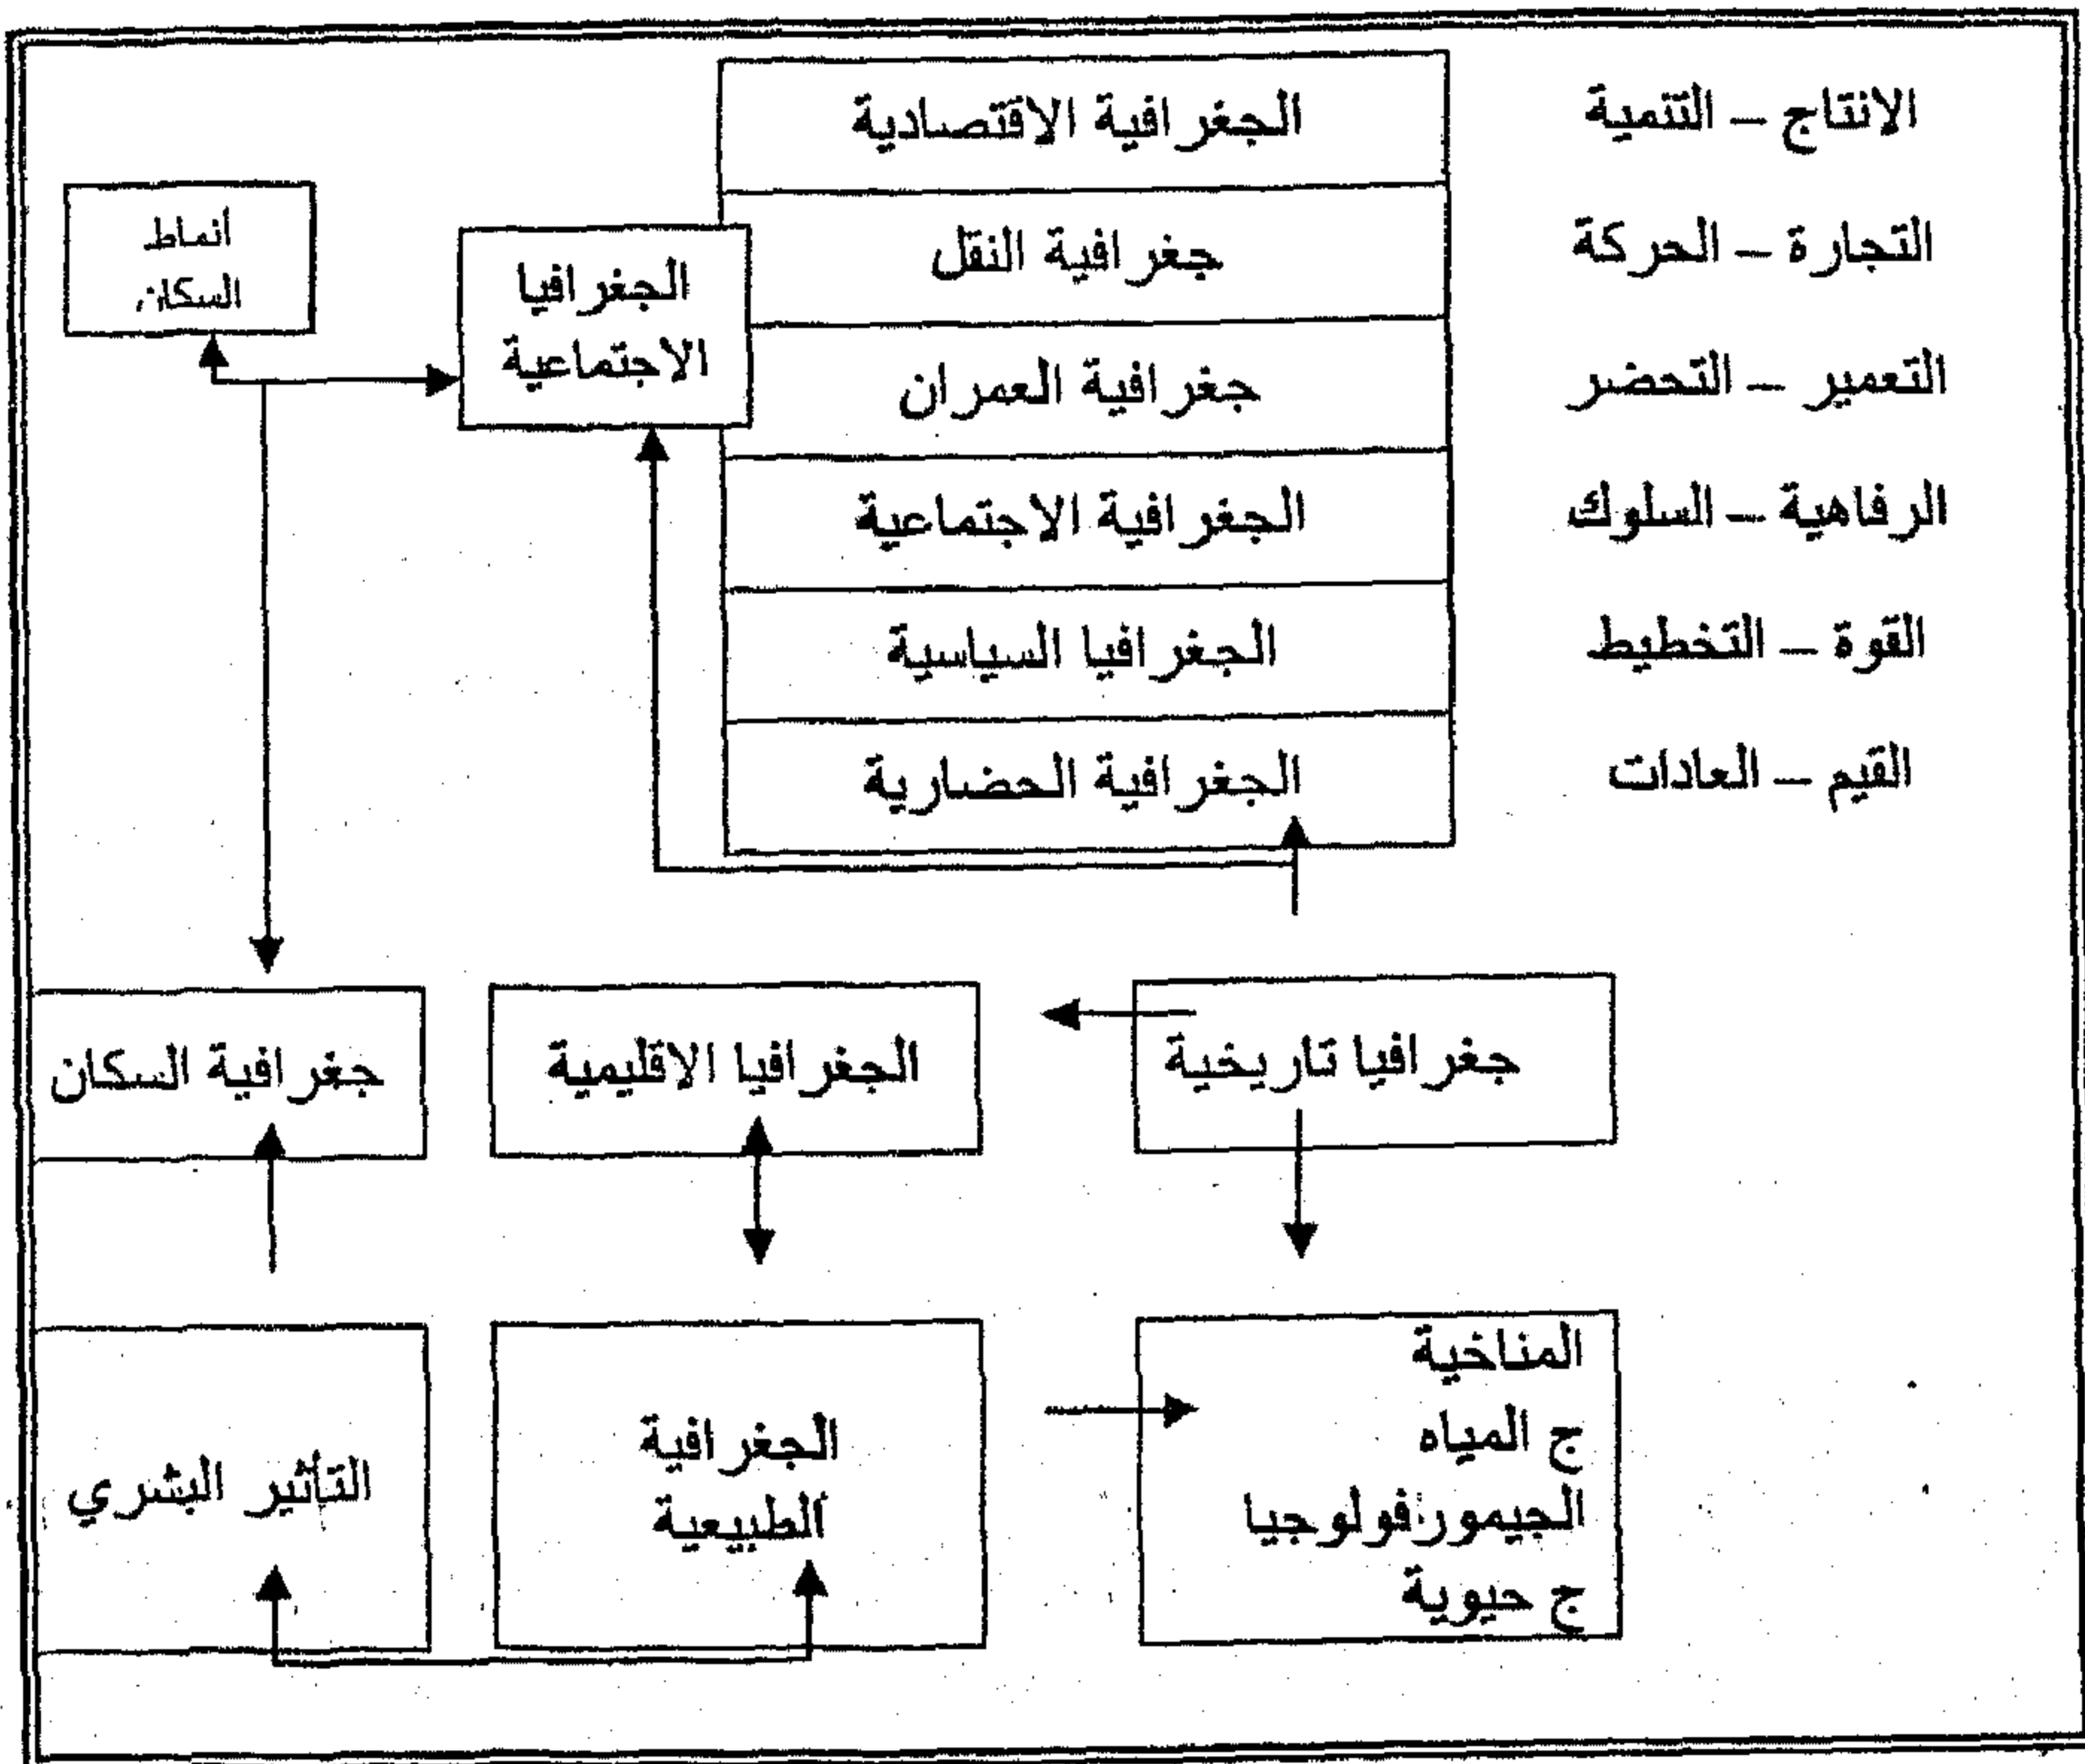 الجغرافية الاقتصادية
الانتاج – التنمية
جغرافية النقل
التجارة – الحركة
جغرافية العمران
التعمير – التحضر
الجغرافية الاجتماعية
الرفاهية – السلوك
الجغرافيا السياسية
القوة – التخطيط
الجغرافية الحضارية
القيم – العادات
الجغرافيا
الاجتماعية
انماط
السكان
جغرافيا تاريخية
الجغرافيا الاقليمية
جغرافية السكان
المناخية
ج المياه
الجيمورفولوجيا
ج حيوية
الجغرافية
الطبيعية
التأثير البشري